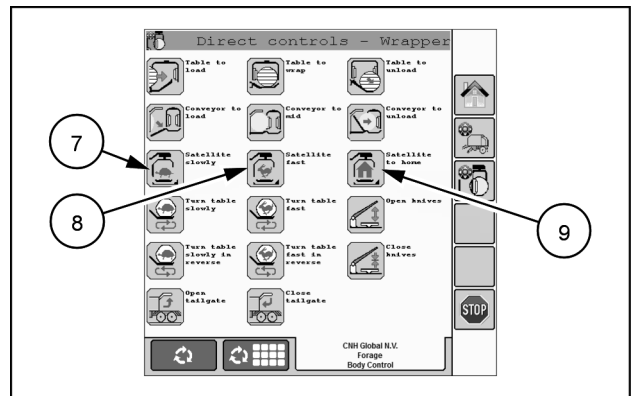 Direct controls - Wrapper
Table to
load
Table to
wrap
Table to
unload
Conveyor to
load
Conveyor to
mid
Conveyor to
unload
7
Satellite
slowly
Satellite
fast
Satellite
to home
8
9
Turn table
slowly
Turn table
fast
Open knives
Turn table
slowly in
reverse
Turn table
fast in
reverse
Close
knives
Open
tailgate
Close
tailgate
STOP
CNH Global N.V.
Forage
Body Control